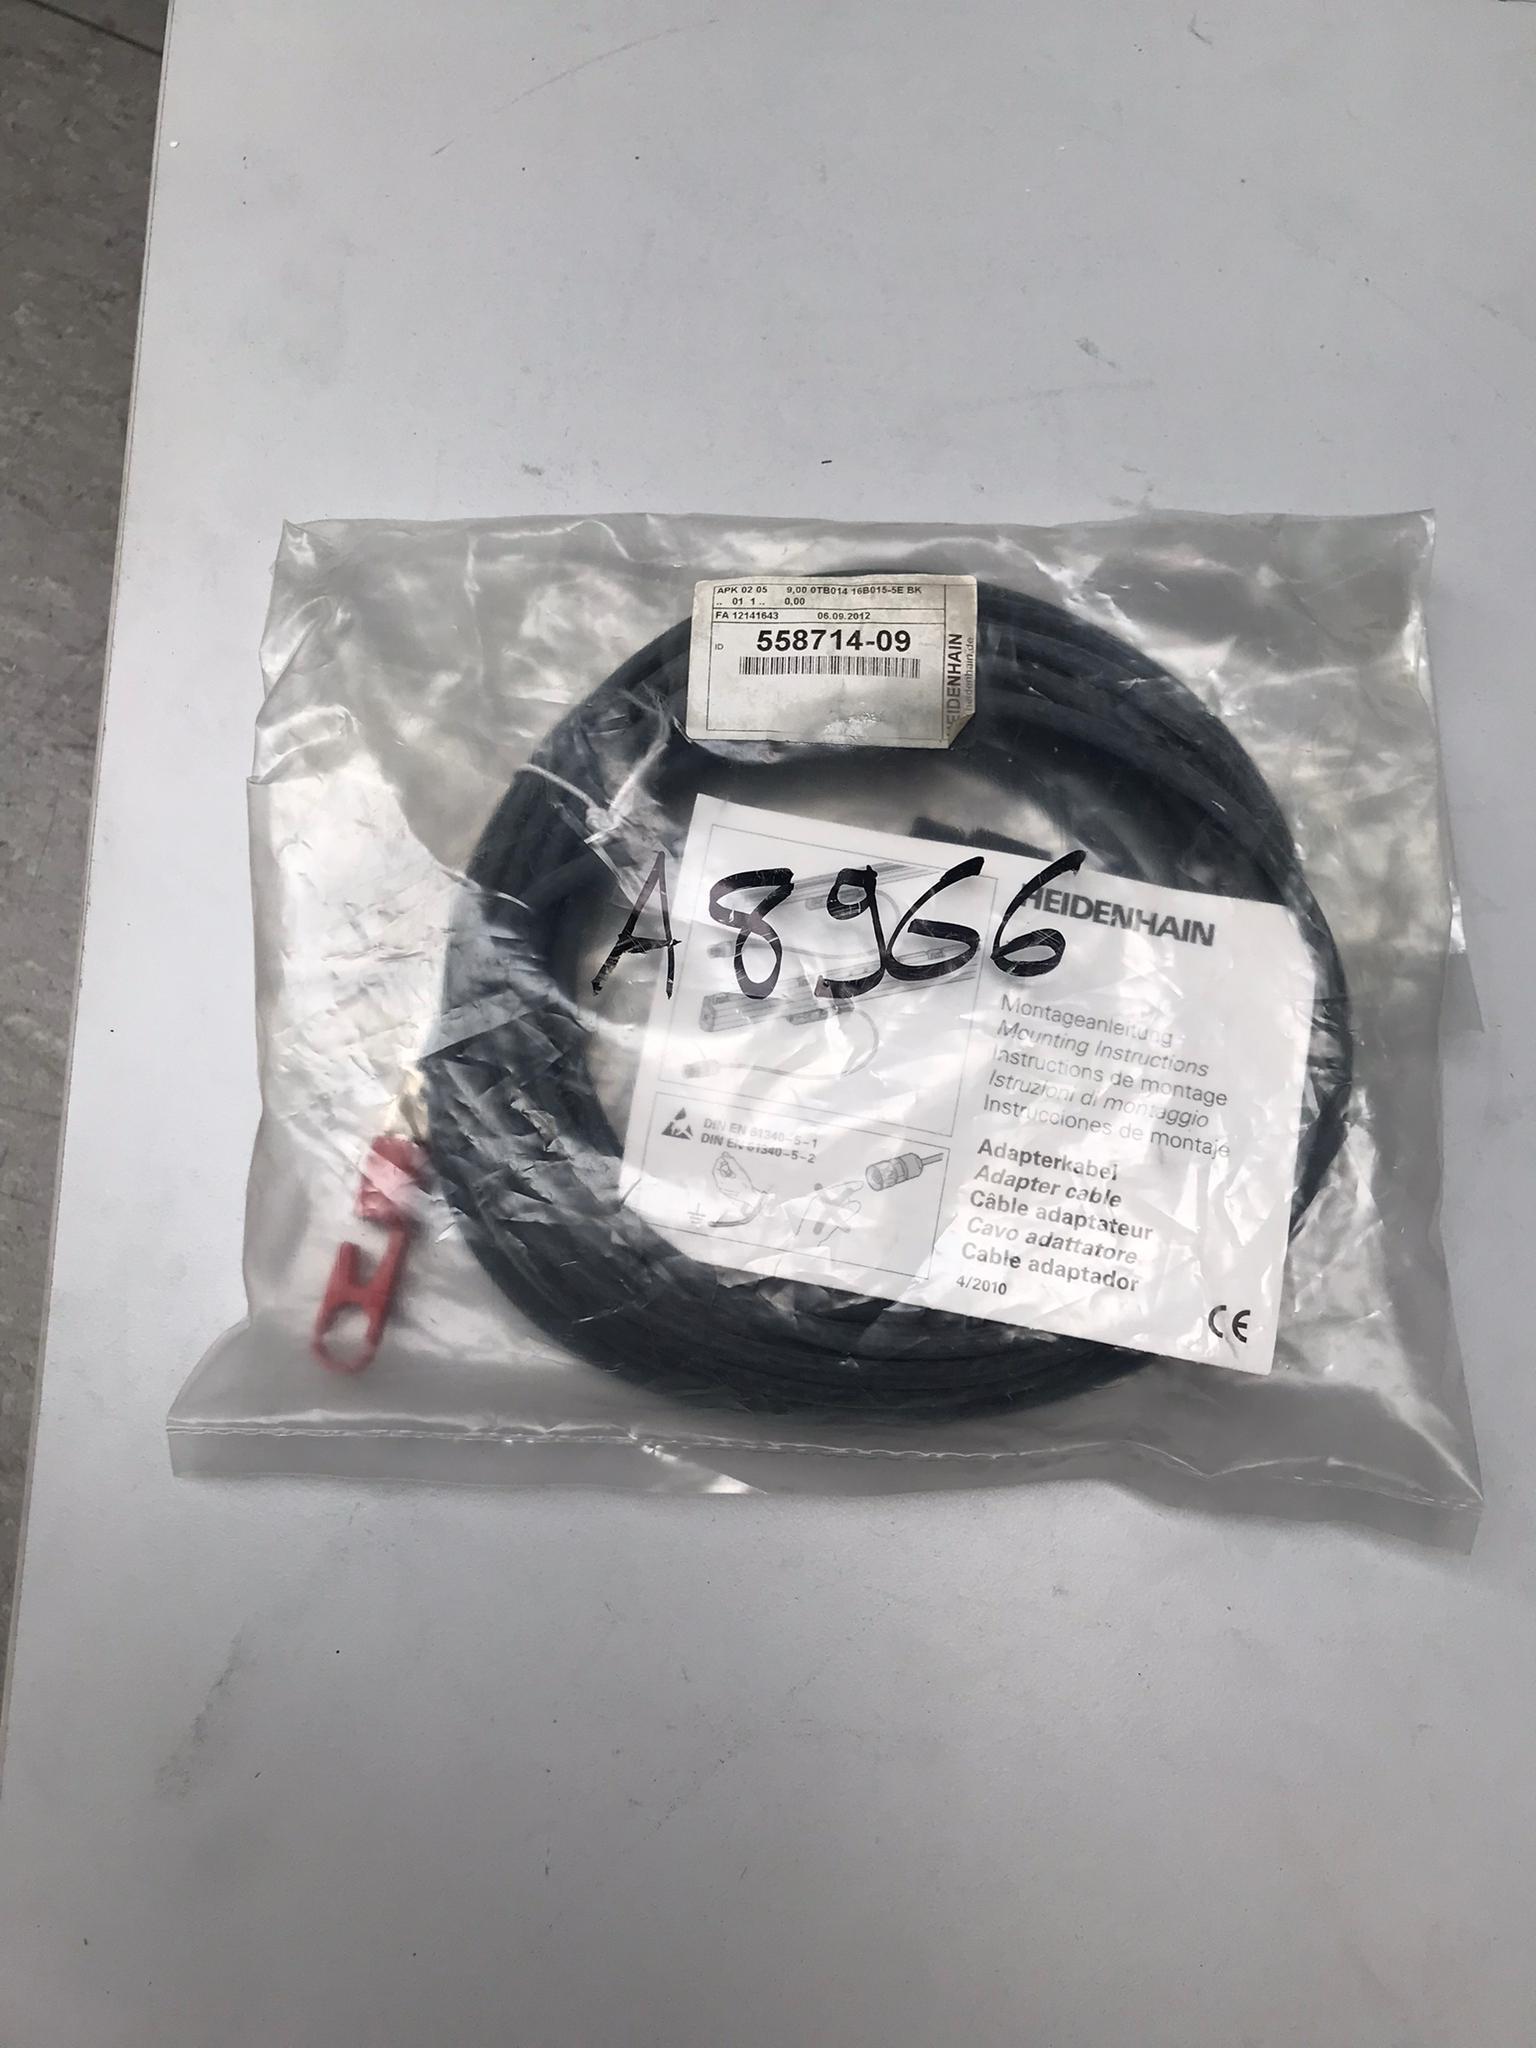 APK 02 05 9,00 0TB014 16B015-5E BK
.. 01 1 .. 0,00
FA 12141643 06.09.2012
ID 558714-09
HEIDENHAIN
heidenhain.de
A8966
HEIDENHAIN
Montageanleitung
Mounting Instructions
Instructions de montage
Istruzioni di montaggio
Instrucciones de montaje
DIN EN 61340-5-1
DIN EN 61340-5-2
Adapterkabel
Adapter cable
Câble adaptateur
Cavo adattatore
Cable adaptador
4/2010
CE